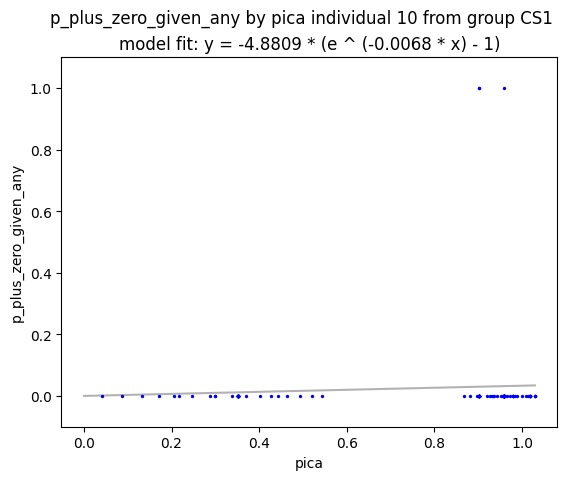 p_plus_zero_given_any by pica individual 10 from group CS1
model fit: y = -4.8809 * (e ^ (-0.0068 * x) - 1)
1.0
0.8
0.6
0.4
0.2
0.0
p_plus_zero_given_any
0.0 0.2 0.4 0.6 0.8 1.0
pica